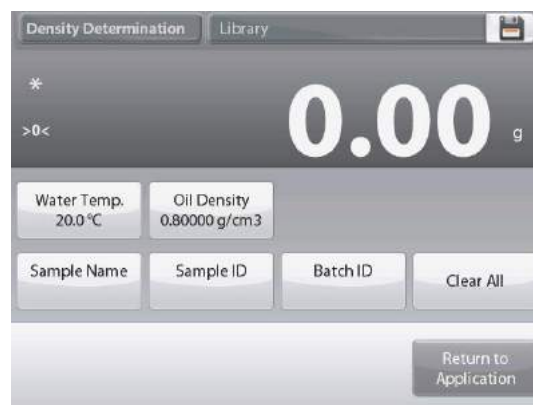 Density Determination Library
*
>0<
0.00 g
Water Temp.
20.0 °C
Oil Density
0.80000 g/cm3
Sample Name
Sample ID
Batch ID
Clear All
Return to
Application